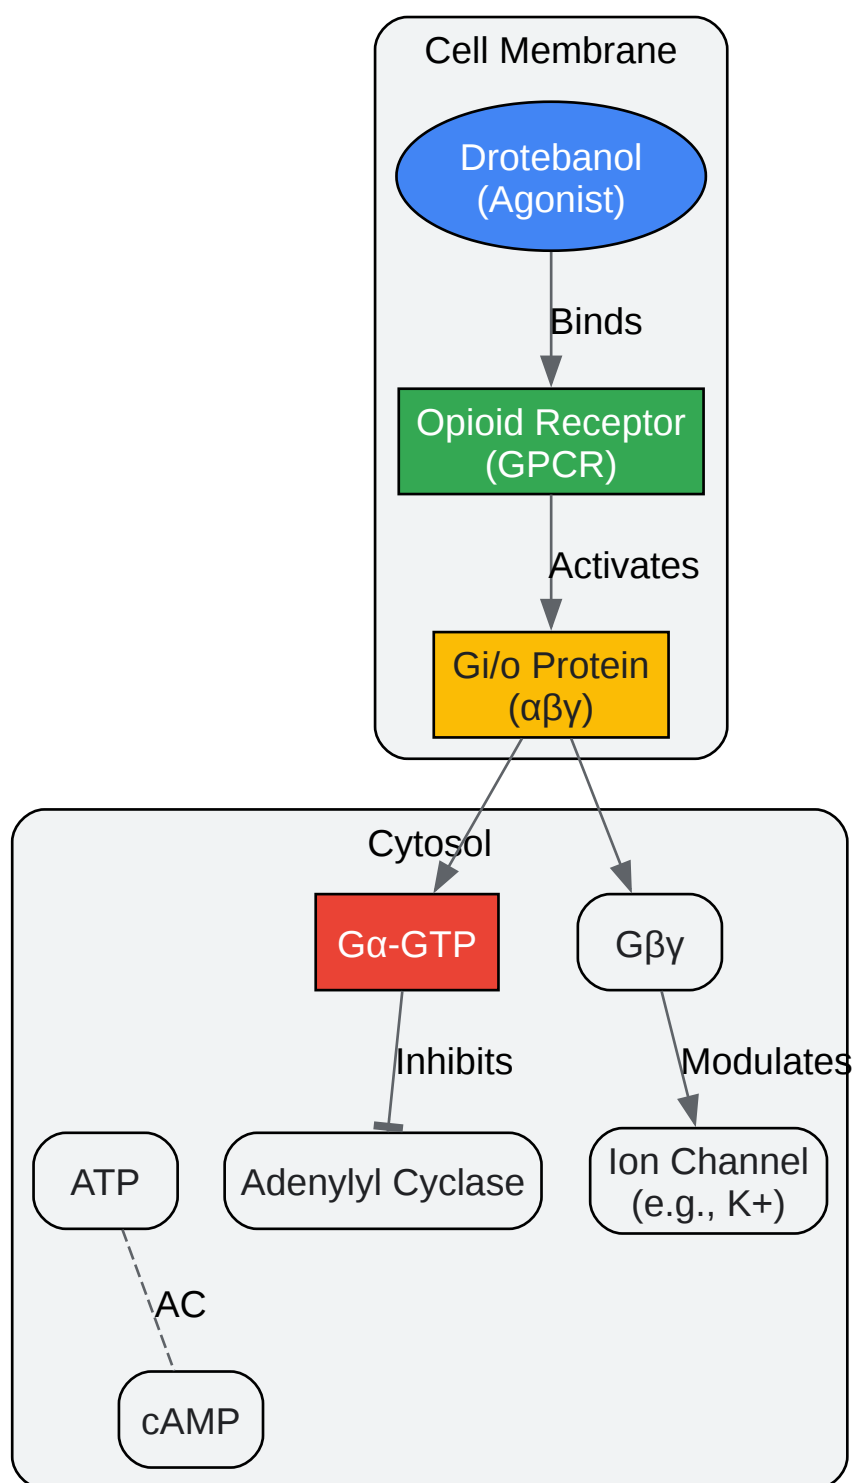 Cell Membrane
Drotebanol
(Agonist)
Binds
Opioid Receptor
(GPCR)
Activates
Gi/o Protein
(αβγ)
Cytosol
Gα-GTP
Gβγ
Inhibits
Modulates
ATP
Adenylyl Cyclase
Ion Channel
(e.g., K+)
AC
cAMP